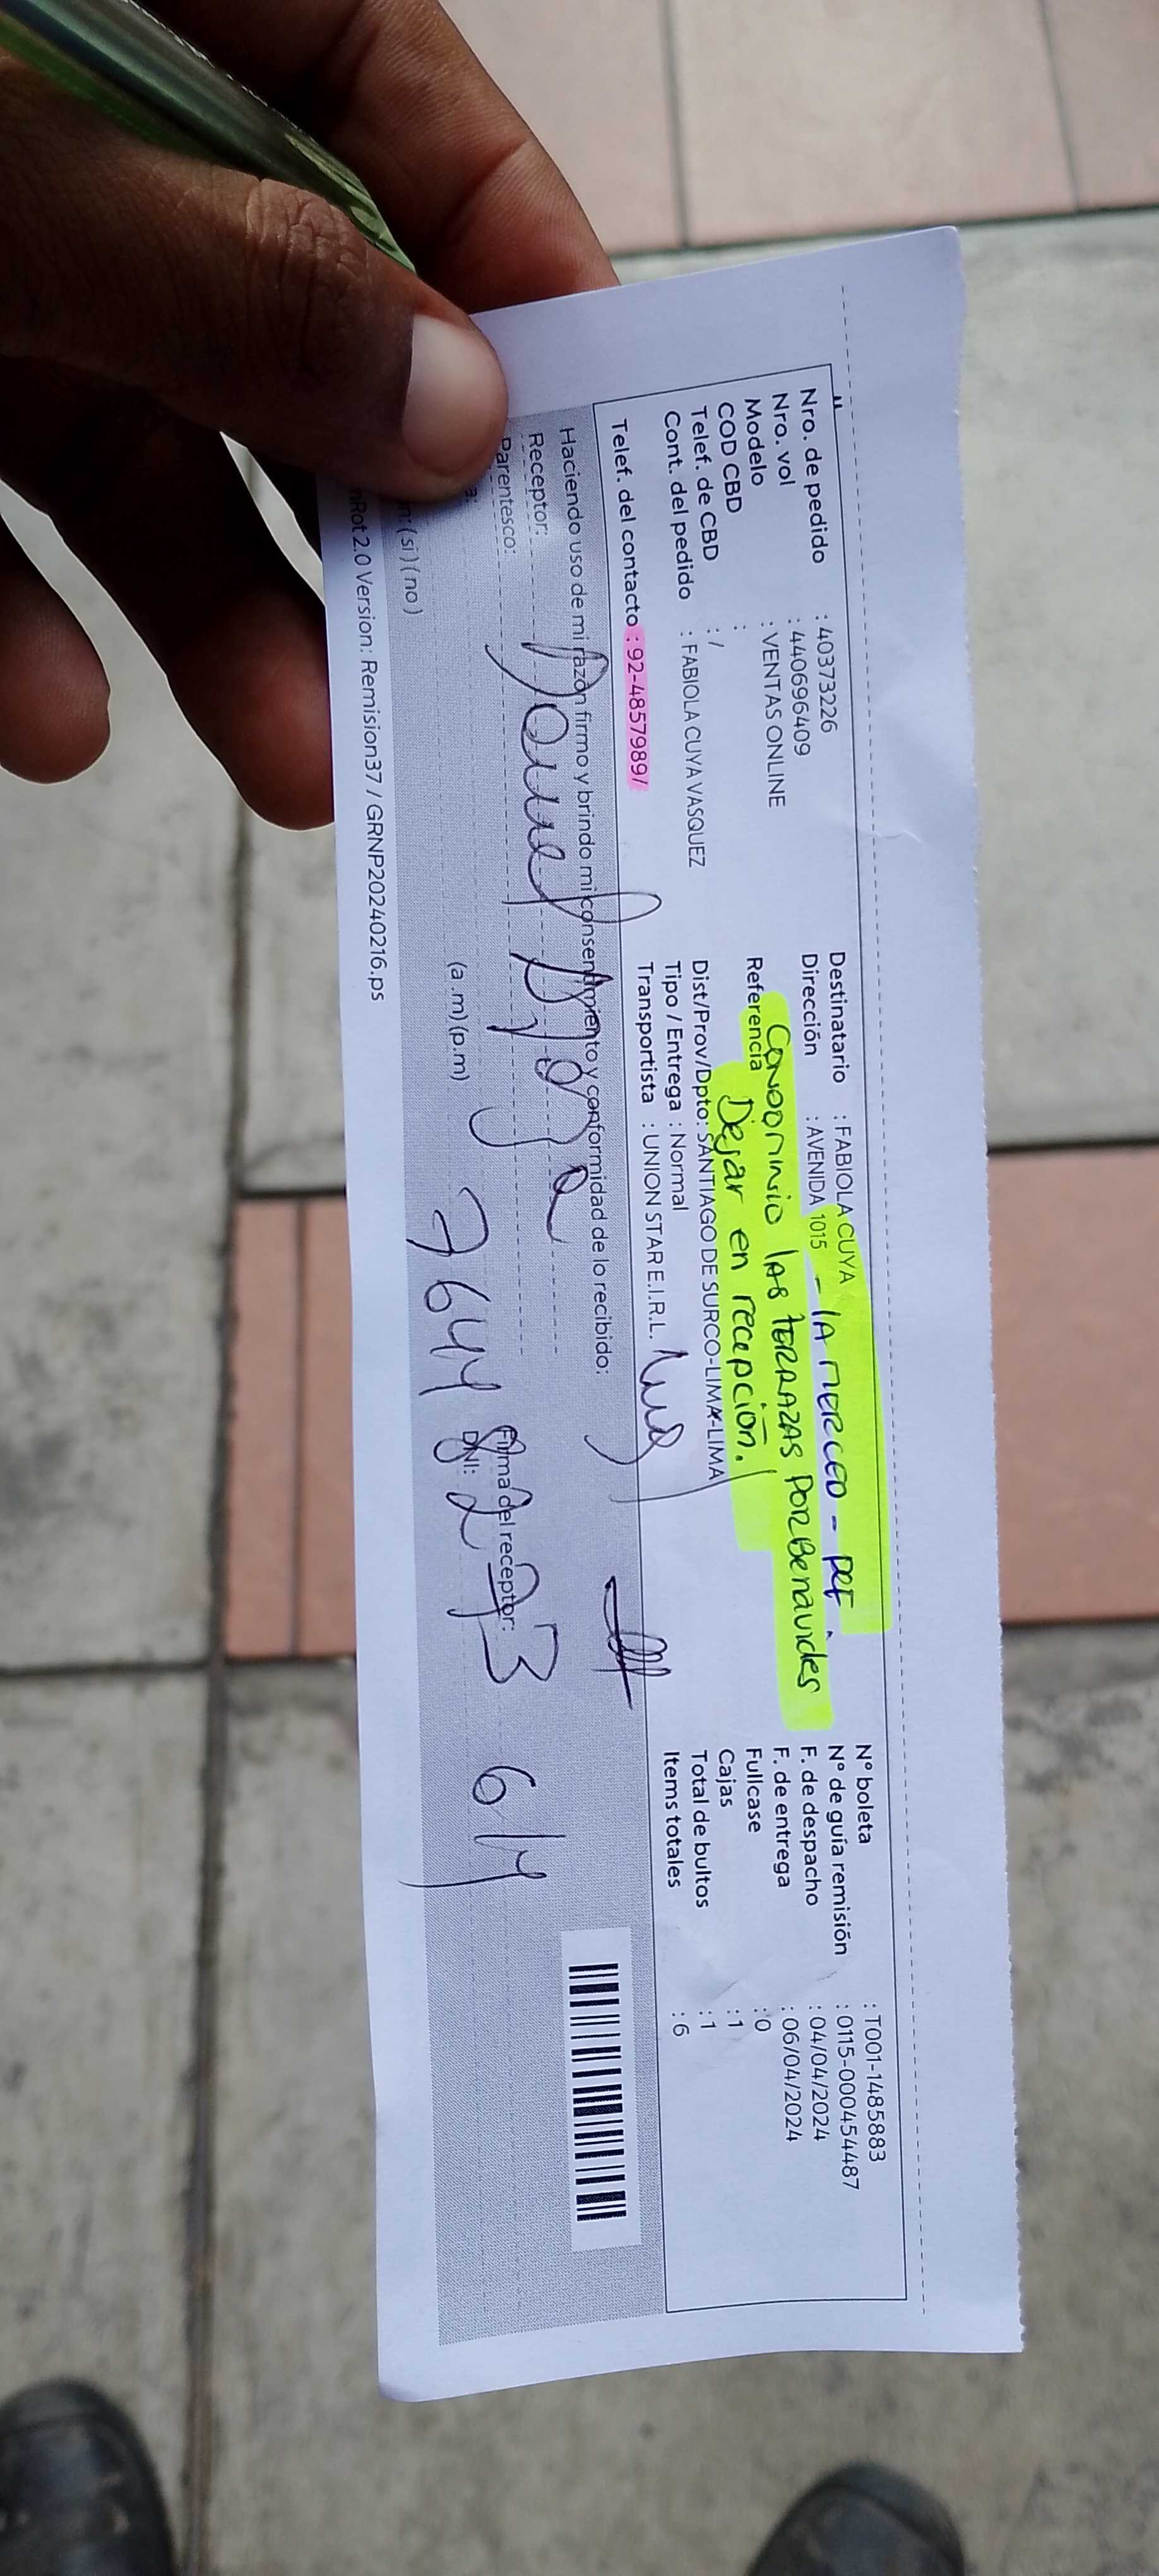 Nro. de pedido : 40373226
Nro. vol : 440696409
Modelo : VENTAS ONLINE
COD CBD :
Telef. de CBD : /
Cont. del pedido : FABIOLA CUYA VASQUEZ
Telef. del contacto : 92-4857989/
Destinatario : FABIOLA CUYA
Dirección : AVENIDA 1015 - LA MERCED - REF.
CONDOMINIO LAS TERRAZAS POR Benavides
Referencia Dejar en recepción.
Dist/Prov/Dpto: SANTIAGO DE SURCO-LIMA-LIMA
Tipo / Entrega : Normal
Transportista : UNION STAR E.I.R.L.
N° boleta : T001-1485883
N° de guía remisión : 0115-000454487
F. de despacho : 04/04/2024
F. de entrega : 06/04/2024
Fullcase : 0
Cajas : 1
Total de bultos : 1
Items totales : 6
Haciendo uso de mi razón firmo y brindo mi consentimiento y conformidad de lo recibido:
Receptor:
Parentesco:
(a.m)(p.m)
Firma del receptor:
DNI:
(si)(no)
Rot 2.0 Version: Remision37 / GRNP20240216.ps